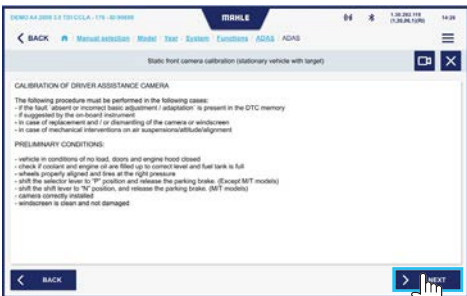 DEMO A4 2008 2.0 TDI CCLA - 176 - ID:90698
MAHLE
14:28
BACK
Manual selection Model Year System Functions ADAS ADAS
Static front camera calibration (stationary vehicle with target)
CALIBRATION OF DRIVER ASSISTANCE CAMERA
The following procedure must be performed in the following cases:
- if the fault 'absent or incorrect basic adjustment / adaptation' is present in the DTC memory
- if suggested by the on-board instrument
- in case of replacement and / or dismantling of the camera or windscreen
- in case of mechanical interventions on air suspensions/attitude/alignment
PRELIMINARY CONDITIONS:
- vehicle in conditions of no load, doors and engine hood closed
- check if coolant and engine oil are filled up to correct level and fuel tank is full
- wheels properly aligned and tires at the right pressure
- shift the selector lever to "P" position and release the parking brake. (Except M/T models)
- shift the shift lever to "N" position, and release the parking brake. (M/T models)
- camera correctly installed
- windscreen is clean and not damaged
BACK
NEXT